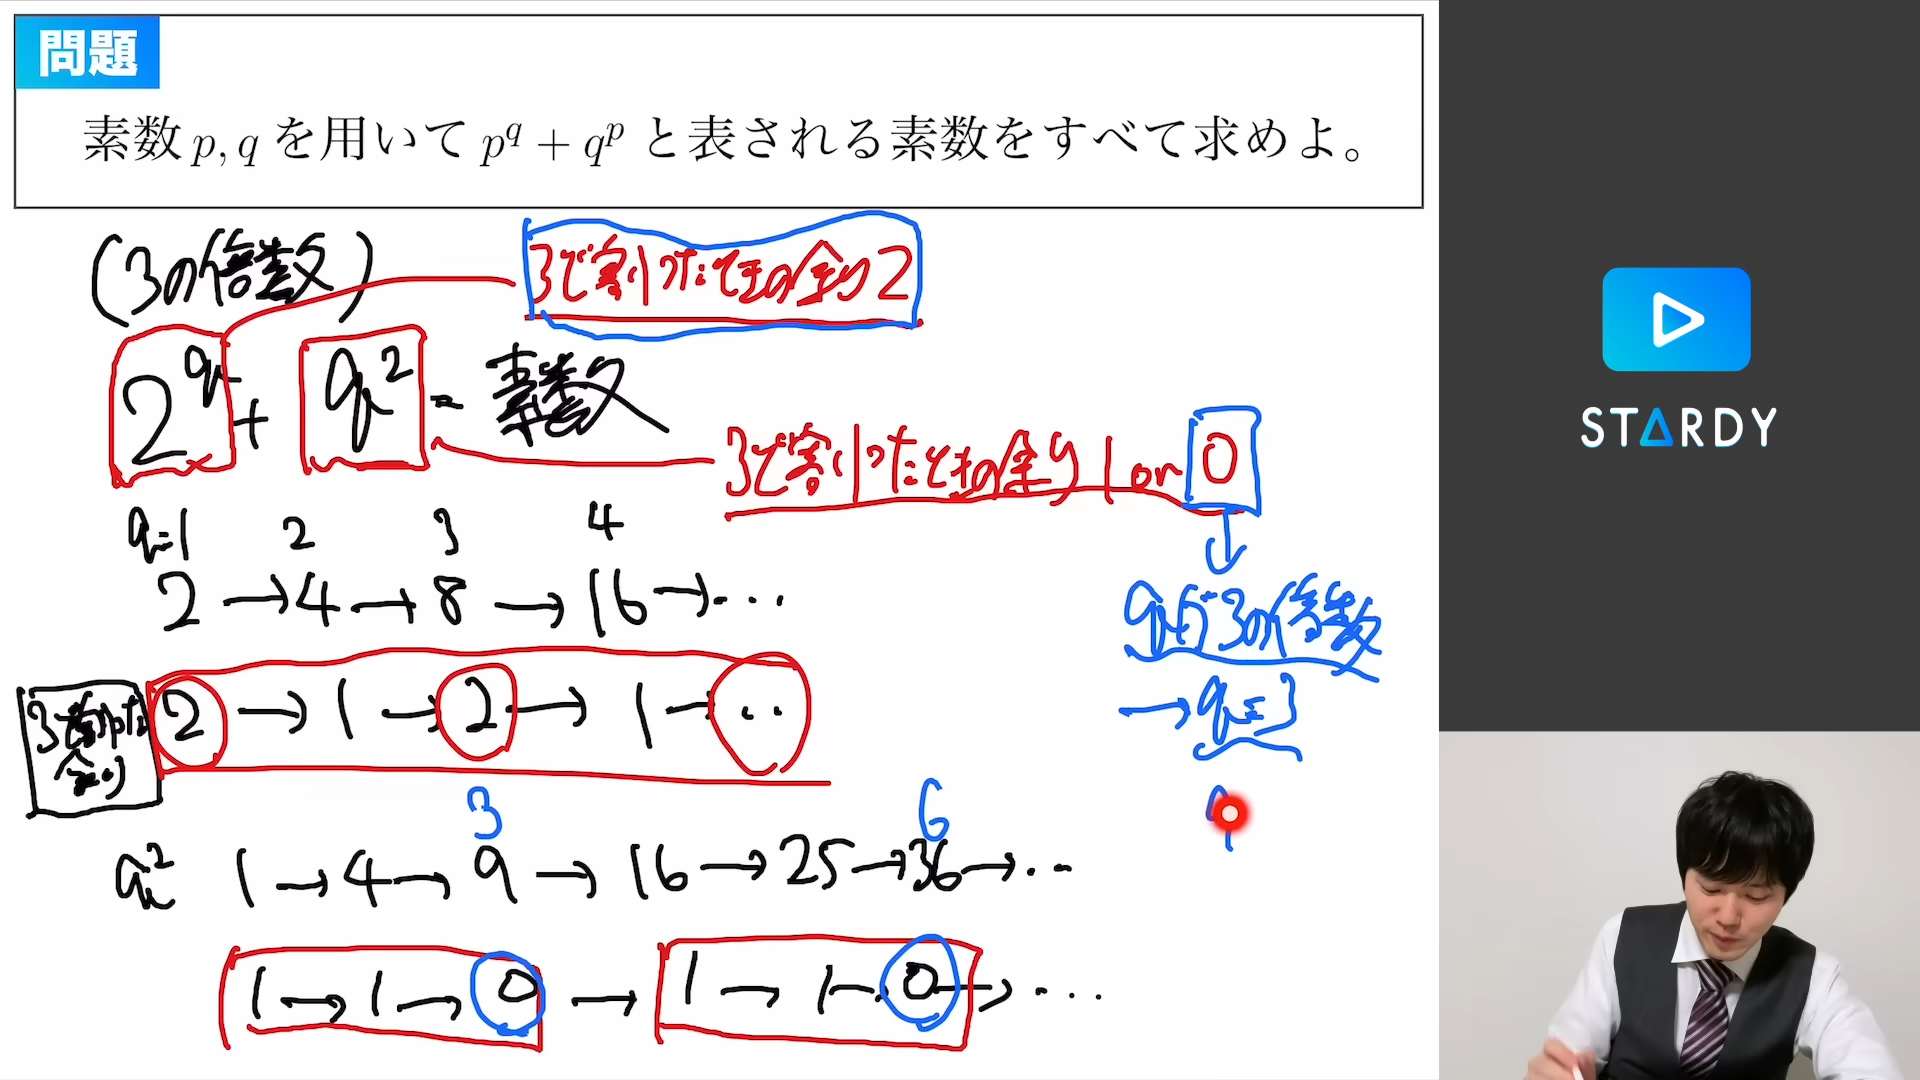 問題
素数 p, q を用いて p^q + q^p と表される素数をすべて求めよ。
(3の倍数)
3で割ったときの余り2
2^q + q^2 = 素数
3で割ったときの余り 1 or 0
q=1 2 3 4
2 → 4 → 8 → 16 → ...
qが3の倍数
→ q=3
3で割った余り
2 → 1 → 2 → 1 → ..
3 6
q^2 1 → 4 → 9 → 16 → 25 → 36 → ...
1 → 1 → 0 → 1 → 1 → 0 → ...
STARDY